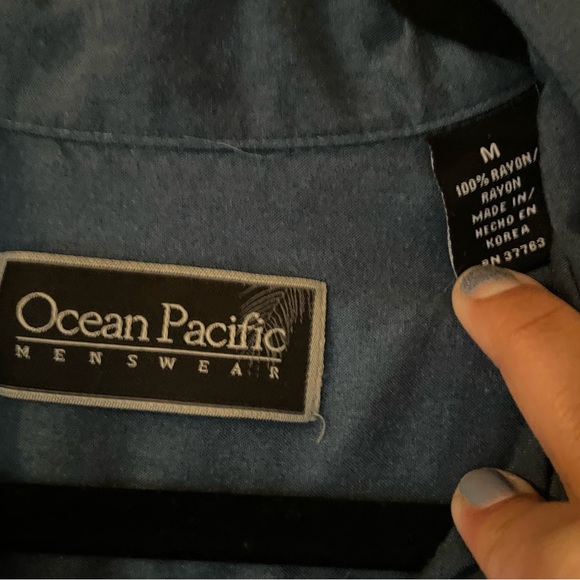 Ocean Pacific
MENSWEAR
M
100% RAYON/
RAYON
MADE IN/
HECHO EN
KOREA
RN 37763